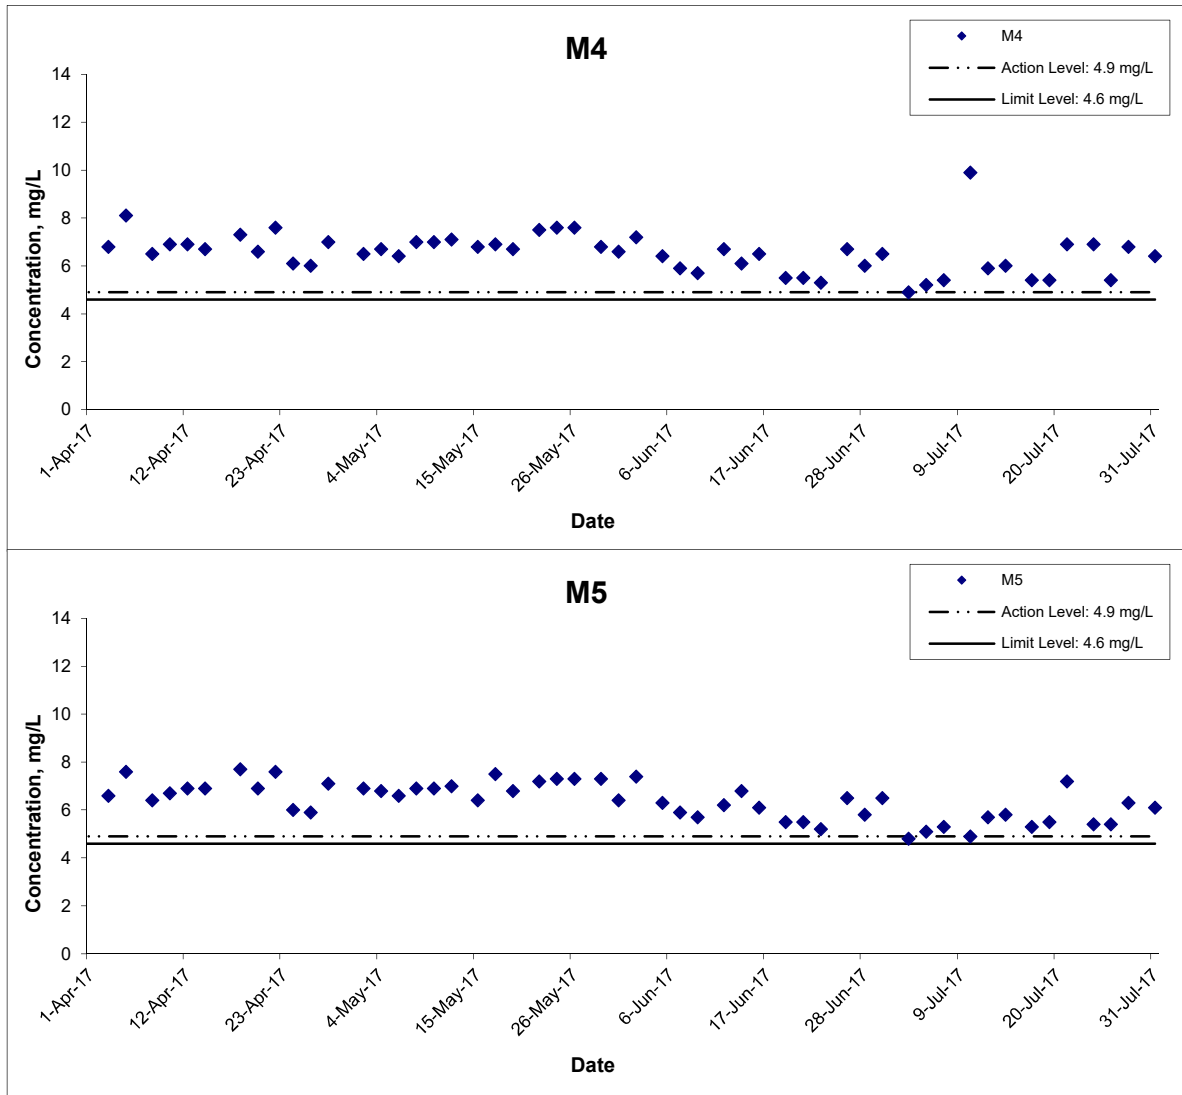 M4
M4
Action Level: 4.9 mg/L
Limit Level: 4.6 mg/L
Concentration, mg/L
14
12
10
8
6
4
2
0
1-Apr-17
12-Apr-17
23-Apr-17
4-May-17
15-May-17
26-May-17
6-Jun-17
17-Jun-17
28-Jun-17
9-Jul-17
20-Jul-17
31-Jul-17
Date
M5
M5
Action Level: 4.9 mg/L
Limit Level: 4.6 mg/L
Concentration, mg/L
14
12
10
8
6
4
2
0
1-Apr-17
12-Apr-17
23-Apr-17
4-May-17
15-May-17
26-May-17
6-Jun-17
17-Jun-17
28-Jun-17
9-Jul-17
20-Jul-17
31-Jul-17
Date